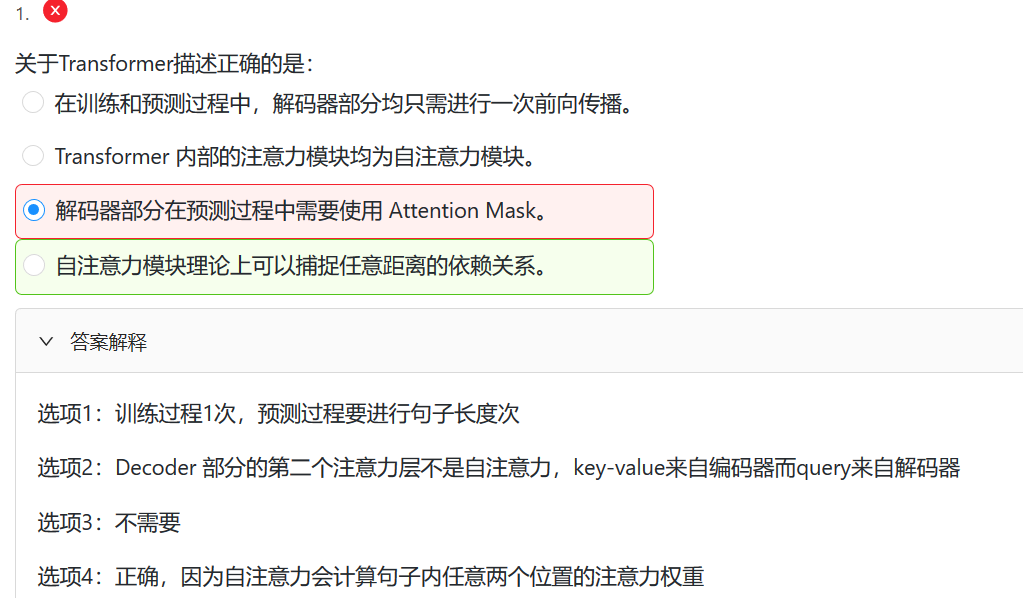 1.
关于Transformer描述正确的是：
在训练和预测过程中，解码器部分均只需进行一次前向传播。
Transformer 内部的注意力模块均为自注意力模块。
解码器部分在预测过程中需要使用 Attention Mask。
自注意力模块理论上可以捕捉任意距离的依赖关系。
答案解释
选项1：训练过程1次，预测过程要进行句子长度次
选项2：Decoder 部分的第二个注意力层不是自注意力，key-value来自编码器而query来自解码器
选项3：不需要
选项4：正确，因为自注意力会计算句子内任意两个位置的注意力权重